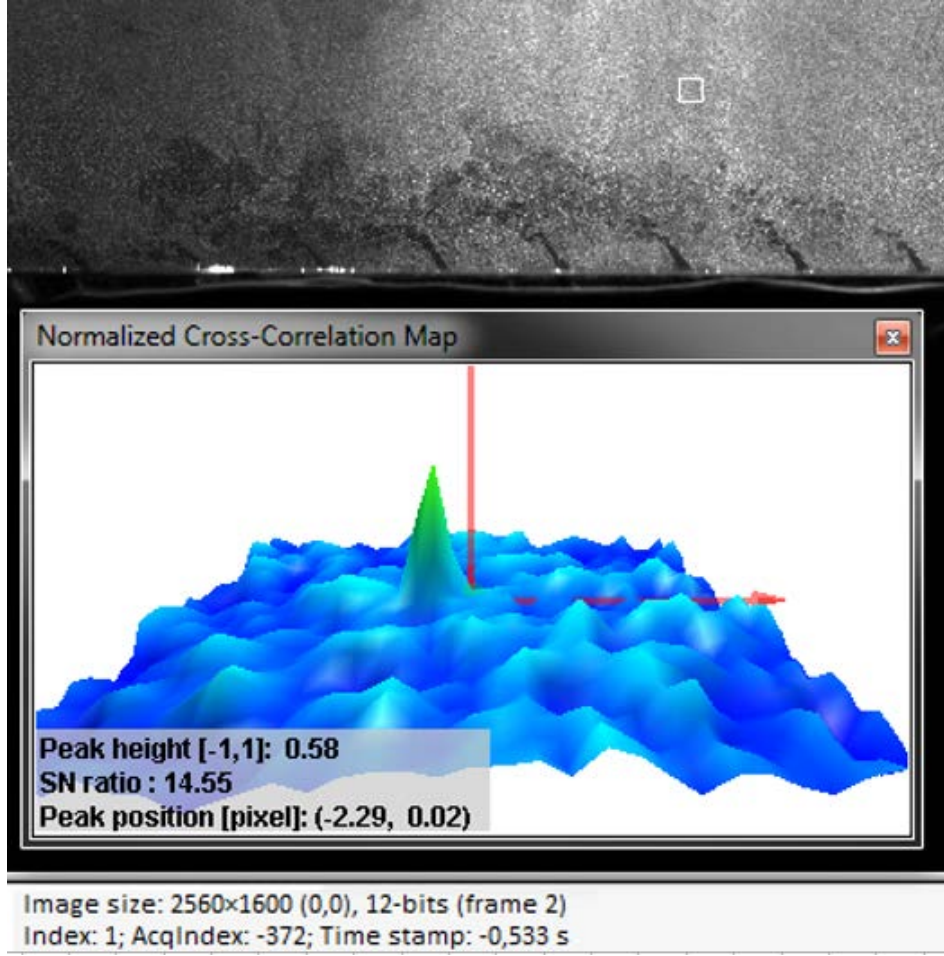 Normalized Cross-Correlation Map
Peak height [-1,1]: 0.58
SN ratio : 14.55
Peak position [pixel]: (-2.29, 0.02)
Image size: 2560×1600 (0,0), 12-bits (frame 2)
Index: 1; AcqIndex: -372; Time stamp: -0,533 s